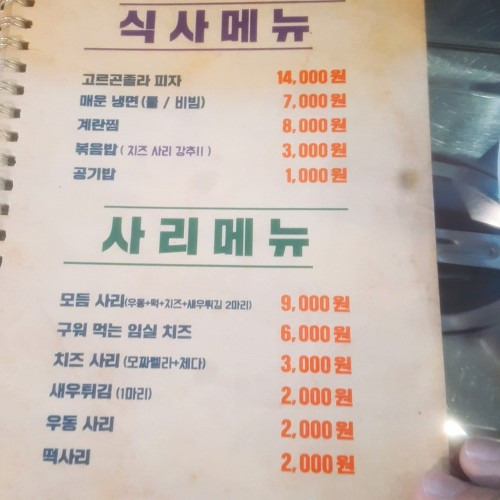 식사메뉴
고르곤졸라 피자 14,000원
매운 냉면(물 / 비빔) 7,000원
계란찜 8,000원
볶음밥 ( 치즈 사리 강추!! ) 3,000원
공기밥 1,000원
사리메뉴
모듬 사리(우동+떡+치즈+새우튀김 2마리) 9,000원
구워 먹는 임실 치즈 6,000원
치즈 사리 (모짜렐라+체다) 3,000원
새우튀김 (1마리) 2,000원
우동 사리 2,000원
떡사리 2,000원